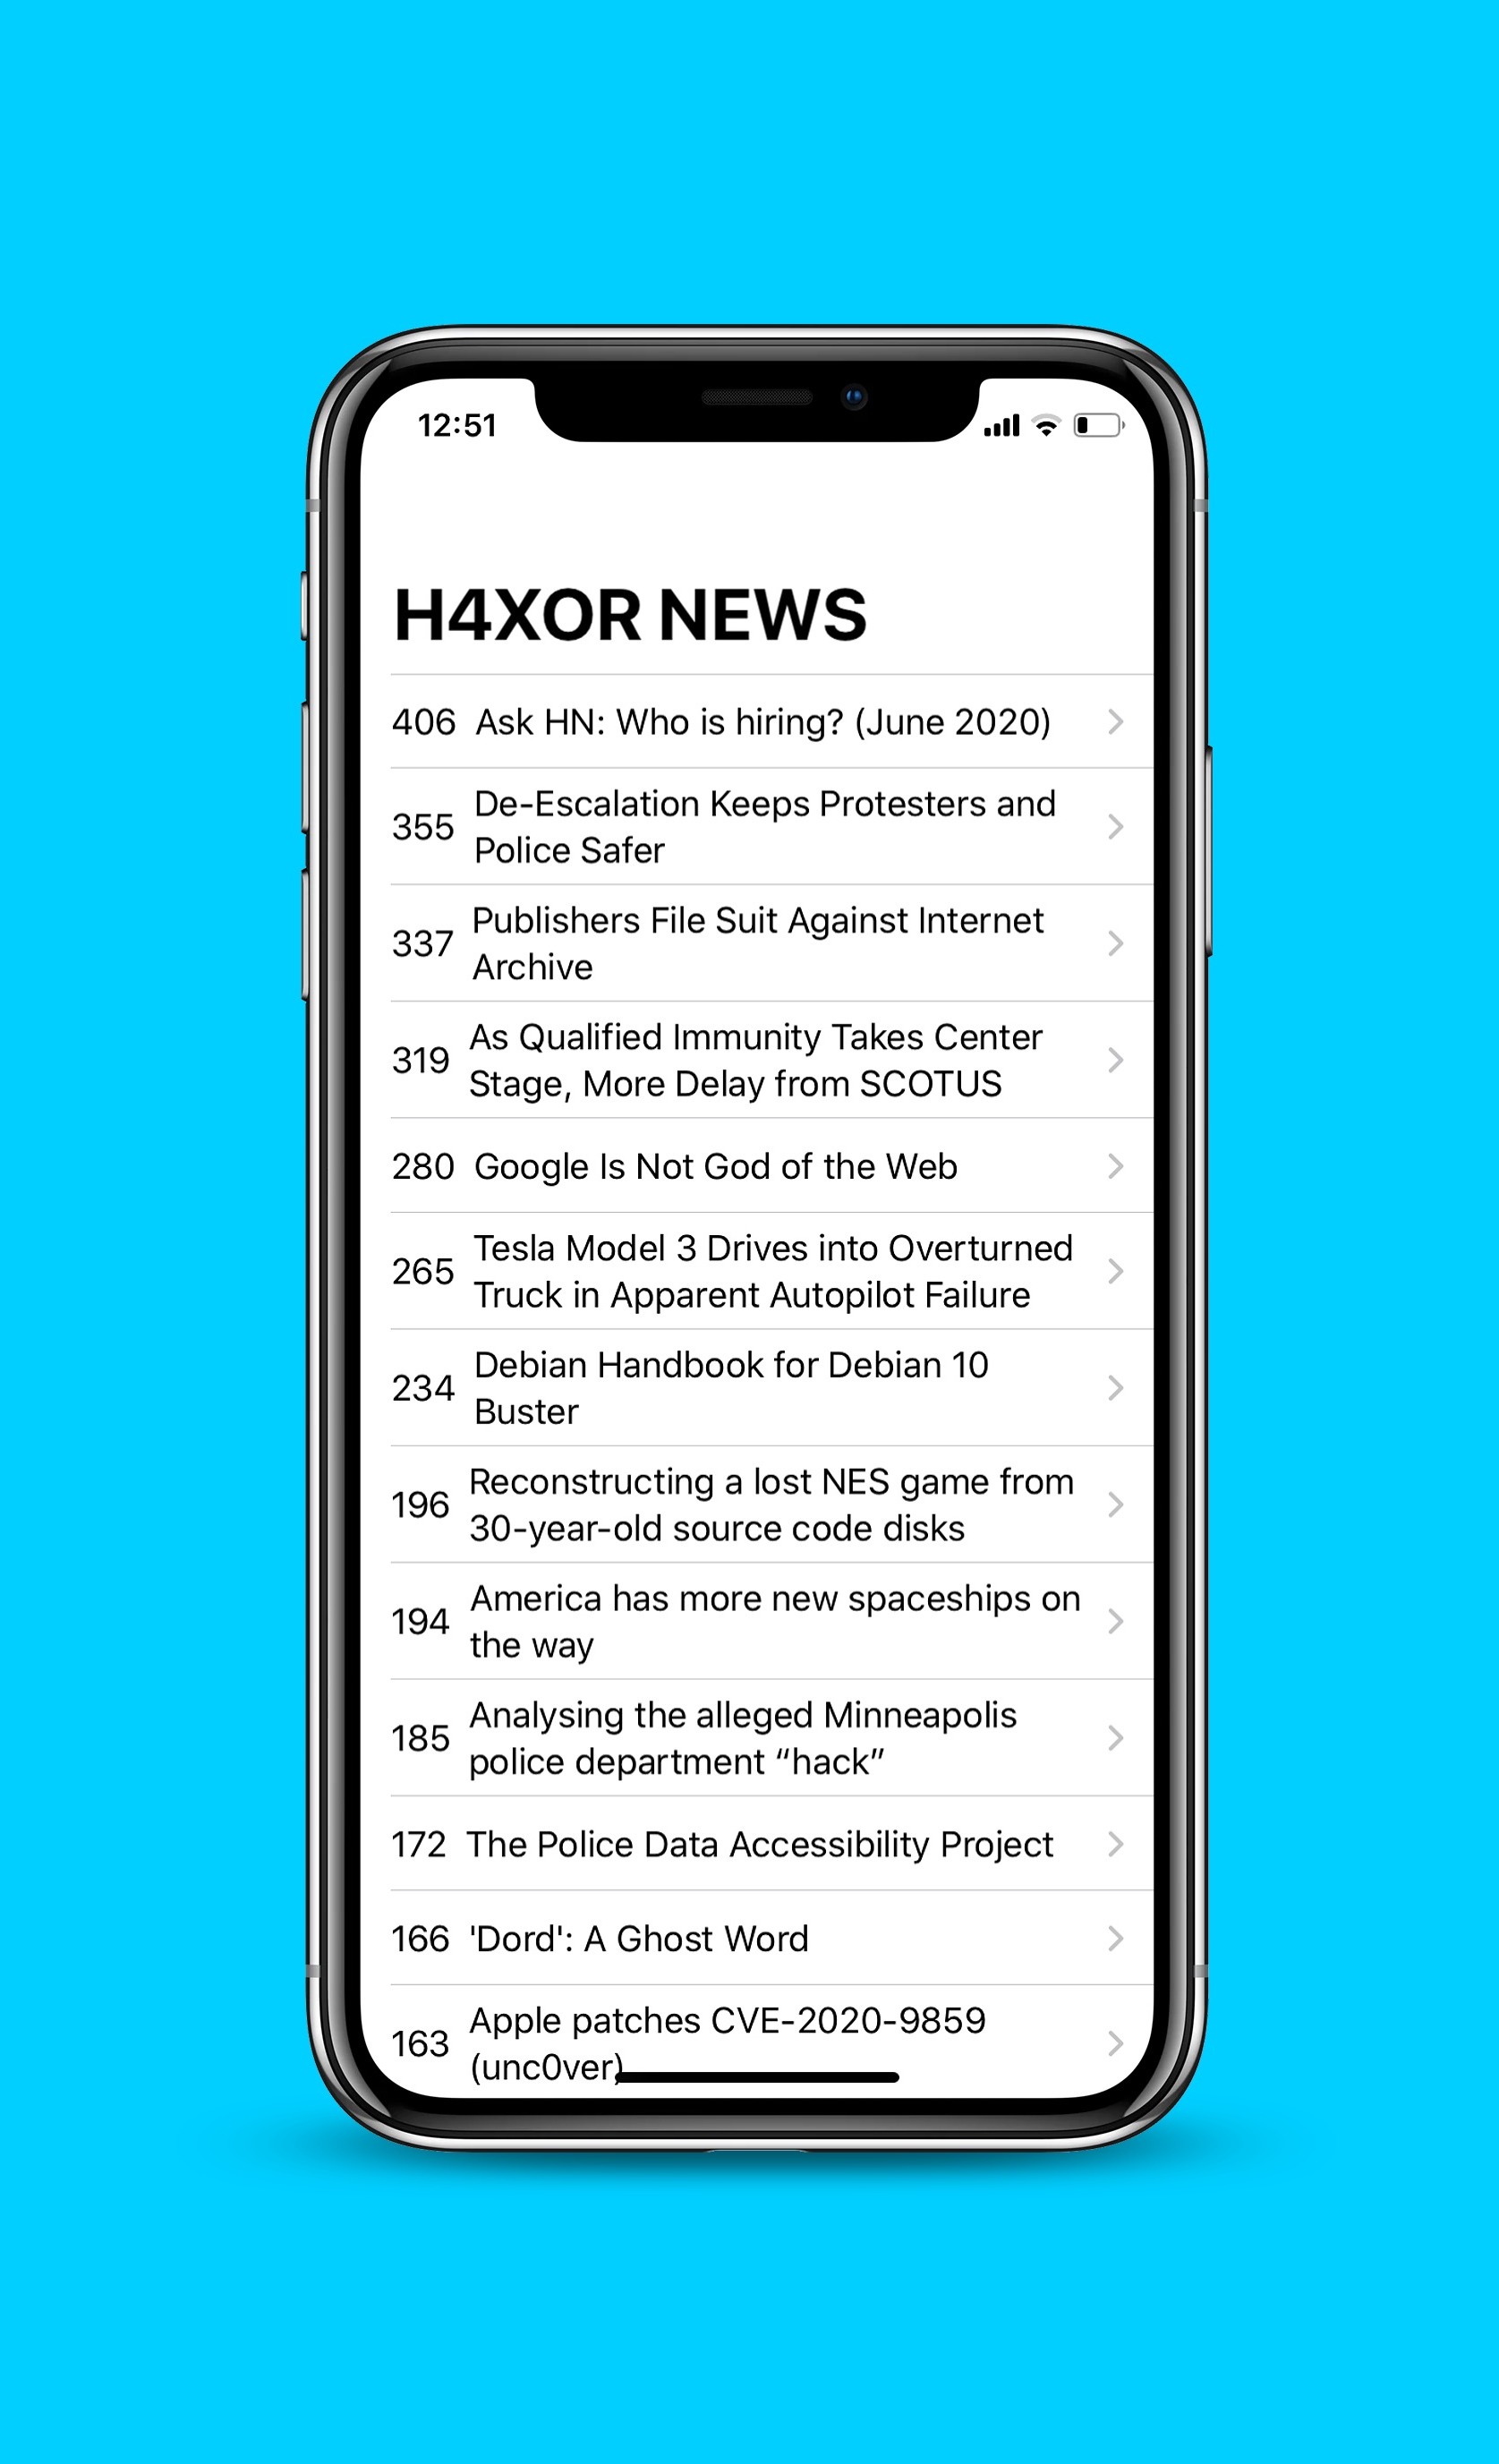 12:51
H4XOR NEWS
406 Ask HN: Who is hiring? (June 2020)
355 De-Escalation Keeps Protesters and
Police Safer
337 Publishers File Suit Against Internet
Archive
319 As Qualified Immunity Takes Center
Stage, More Delay from SCOTUS
280 Google Is Not God of the Web
265 Tesla Model 3 Drives into Overturned
Truck in Apparent Autopilot Failure
234 Debian Handbook for Debian 10
Buster
196 Reconstructing a lost NES game from
30-year-old source code disks
194 America has more new spaceships on
the way
185 Analysing the alleged Minneapolis
police department “hack”
172 The Police Data Accessibility Project
166 'Dord': A Ghost Word
163 Apple patches CVE-2020-9859
(unc0ver)